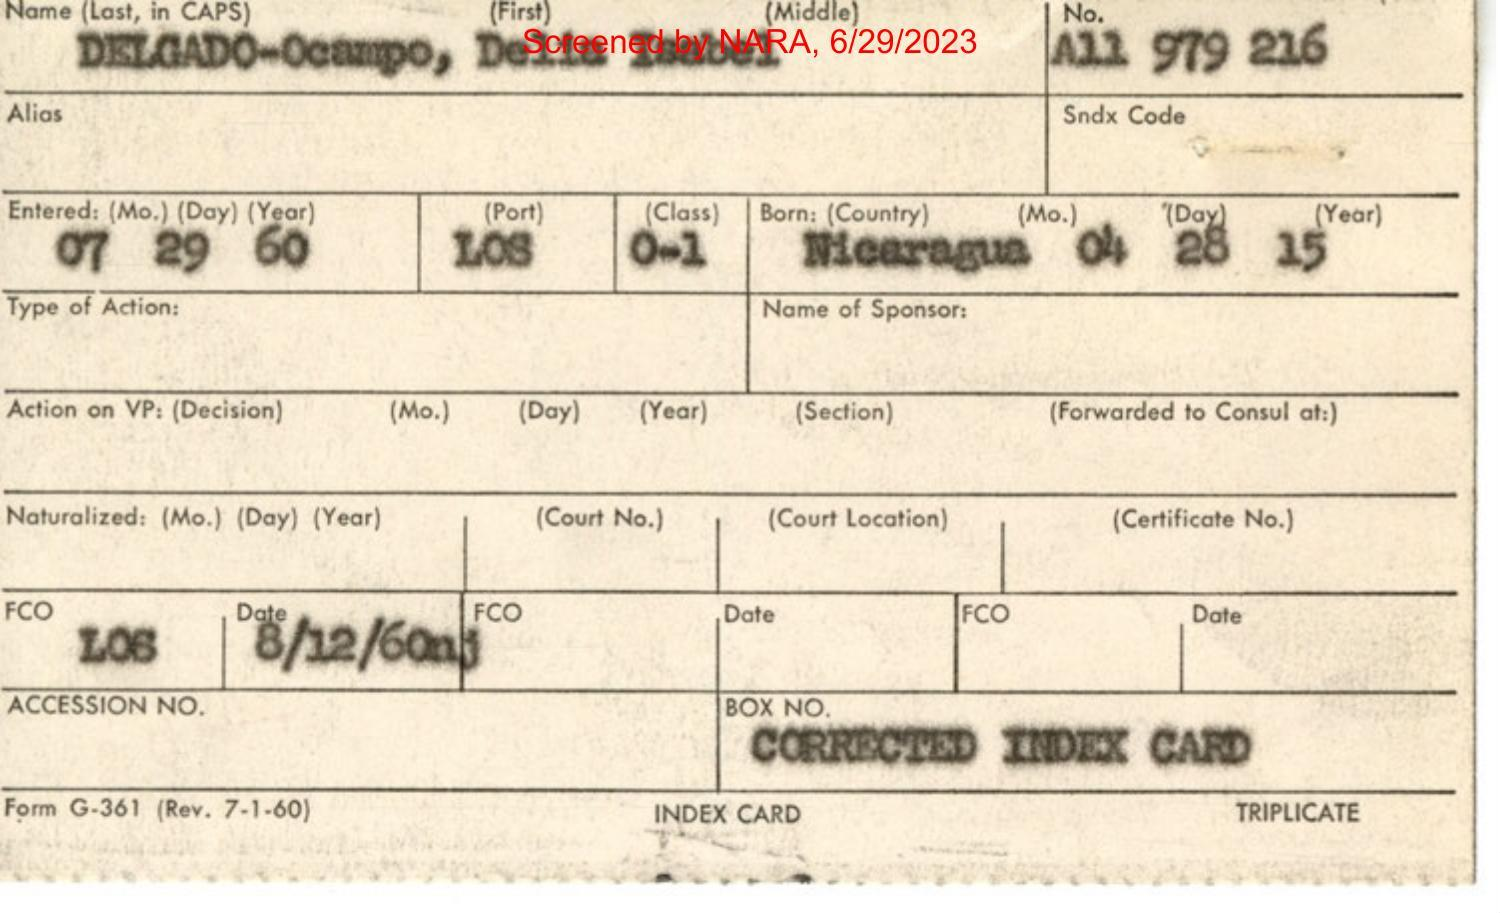 Name (Last, in CAPS) (First) (Middle) No.
Screened by NARA, 6/29/2023
DELGADO-Ocampo, Delia Isabel A11 979 216
Alias Sndx Code
Entered: (Mo.) (Day) (Year) (Port) (Class) Born: (Country) (Mo.) (Day) (Year)
07 29 60 LOS O-1 Nicaragua 04 28 15
Type of Action: Name of Sponsor:
Action on VP: (Decision) (Mo.) (Day) (Year) (Section) (Forwarded to Consul at:)
Naturalized: (Mo.) (Day) (Year) (Court No.) (Court Location) (Certificate No.)
FCO Date FCO Date FCO Date
LOS 8/12/60nj
ACCESSION NO. BOX NO.
CORRECTED INDEX CARD
Form G-361 (Rev. 7-1-60) INDEX CARD TRIPLICATE